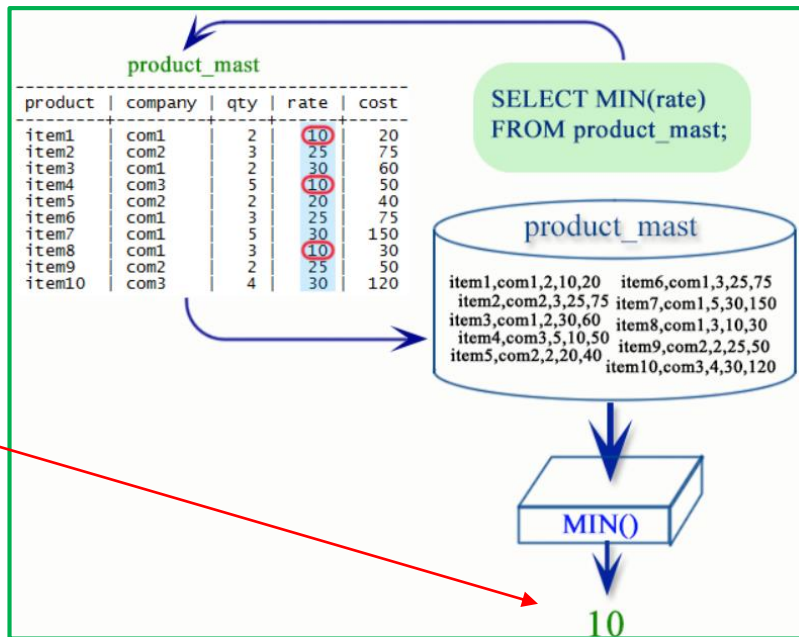 product_mast
product | company | qty | rate | cost
item1 | com1 | 2 | 10 | 20
item2 | com2 | 3 | 25 | 75
item3 | com1 | 2 | 30 | 60
item4 | com3 | 5 | 10 | 50
item5 | com2 | 2 | 20 | 40
item6 | com1 | 3 | 25 | 75
item7 | com1 | 5 | 30 | 150
item8 | com1 | 3 | 10 | 30
item9 | com2 | 2 | 25 | 50
item10 | com3 | 4 | 30 | 120
SELECT MIN(rate)
FROM product_mast;
product_mast
item1,com1,2,10,20
item2,com2,3,25,75
item3,com1,2,30,60
item4,com3,5,10,50
item5,com2,2,20,40
item6,com1,3,25,75
item7,com1,5,30,150
item8,com1,3,10,30
item9,com2,2,25,50
item10,com3,4,30,120
MIN()
10